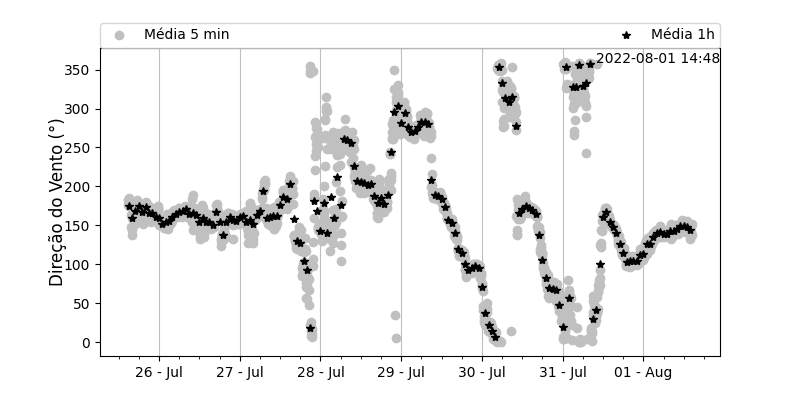 Média 5 min
Média 1h
2022-08-01 14:48
Direção do Vento (°)
350
300
250
200
150
100
50
0
26 - Jul
27 - Jul
28 - Jul
29 - Jul
30 - Jul
31 - Jul
01 - Aug